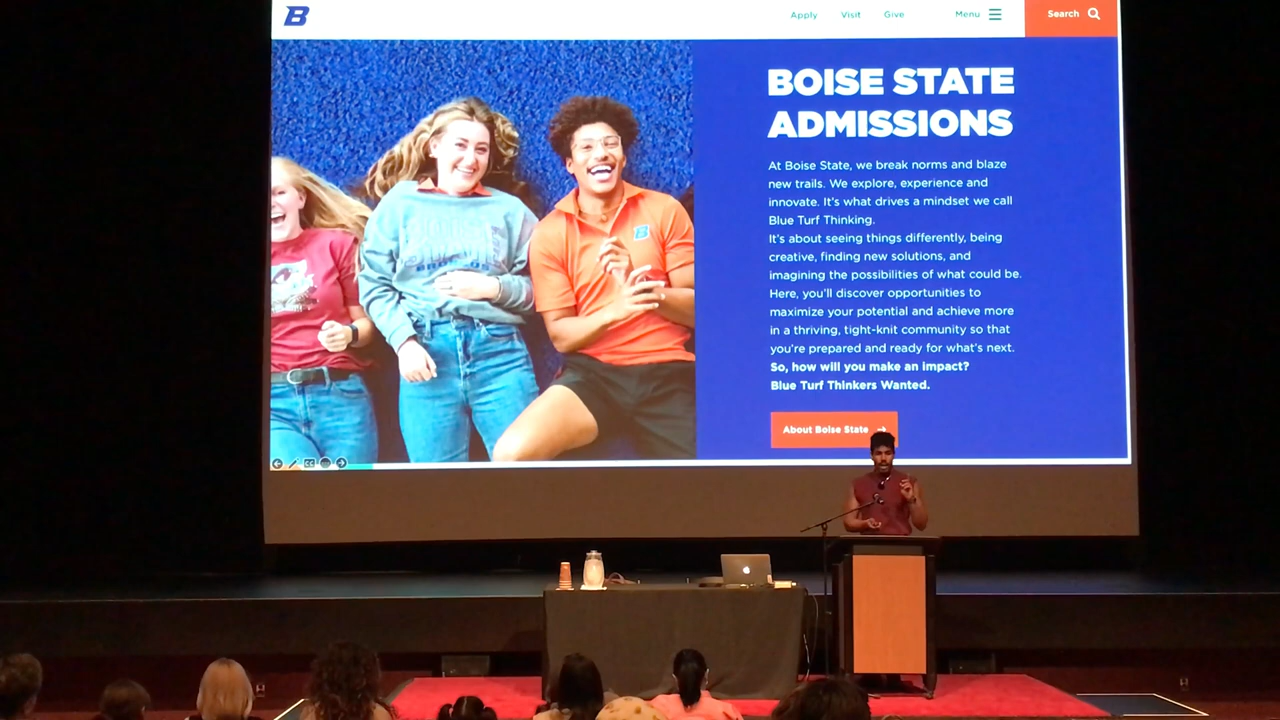 B
Apply Visit Give Menu Search
BOISE STATE
ADMISSIONS
At Boise State, we break norms and blaze
new trails. We explore, experience and
innovate. It's what drives a mindset we call
Blue Turf Thinking.
It's about seeing things differently, being
creative, finding new solutions, and
imagining the possibilities of what could be.
Here, you'll discover opportunities to
maximize your potential and achieve more
in a thriving, tight-knit community so that
you're prepared and ready for what's next.
So, how will you make an impact?
Blue Turf Thinkers Wanted.
About Boise State →
B
BRONCOS
CC